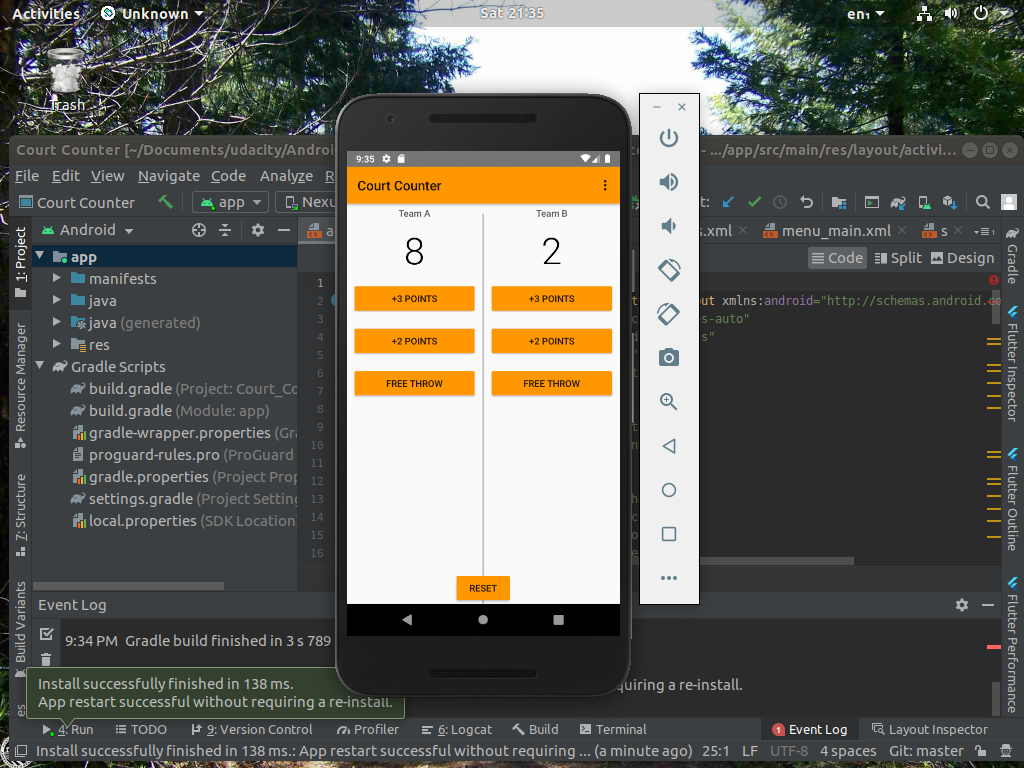 Activities
Unknown
Sat 21:35
en₁
Trash
Court Counter [~/Documents/udacity/Androi
- .../app/src/main/res/layout/activi...
File Edit View Navigate Code Analyze
Court Counter
app
Android
1: Project
app
manifests
java
java (generated)
res
Gradle Scripts
build.gradle (Project: Court_Co
build.gradle (Module: app)
gradle-wrapper.properties (Gra
proguard-rules.pro (ProGuard
gradle.properties (Project Prop
settings.gradle (Project Setting
local.properties (SDK Location)
Resource Manager
7: Structure
Build Variants
1
2
3
4
5
6
7
8
9
10
11
12
13
14
15
16
9:35
Court Counter
Team A
Team B
8
2
+3 POINTS
+3 POINTS
+2 POINTS
+2 POINTS
FREE THROW
FREE THROW
RESET
s.xml
menu_main.xml
s
Code
Split
Design
out xmlns:android="http://schemas.android.co
s-auto"
s"
Gradle
Flutter Inspector
Flutter Outline
Flutter Performance
Event Log
9:34 PM Gradle build finished in 3 s 789
quiring a re-install.
Install successfully finished in 138 ms.
App restart successful without requiring a re-install.
4: Run
TODO
9: Version Control
Profiler
6: Logcat
Build
Terminal
1 Event Log
Layout Inspector
Install successfully finished in 138 ms.: App restart successful without requiring ... (a minute ago)
25:1
LF
UTF-8
4 spaces
Git: master